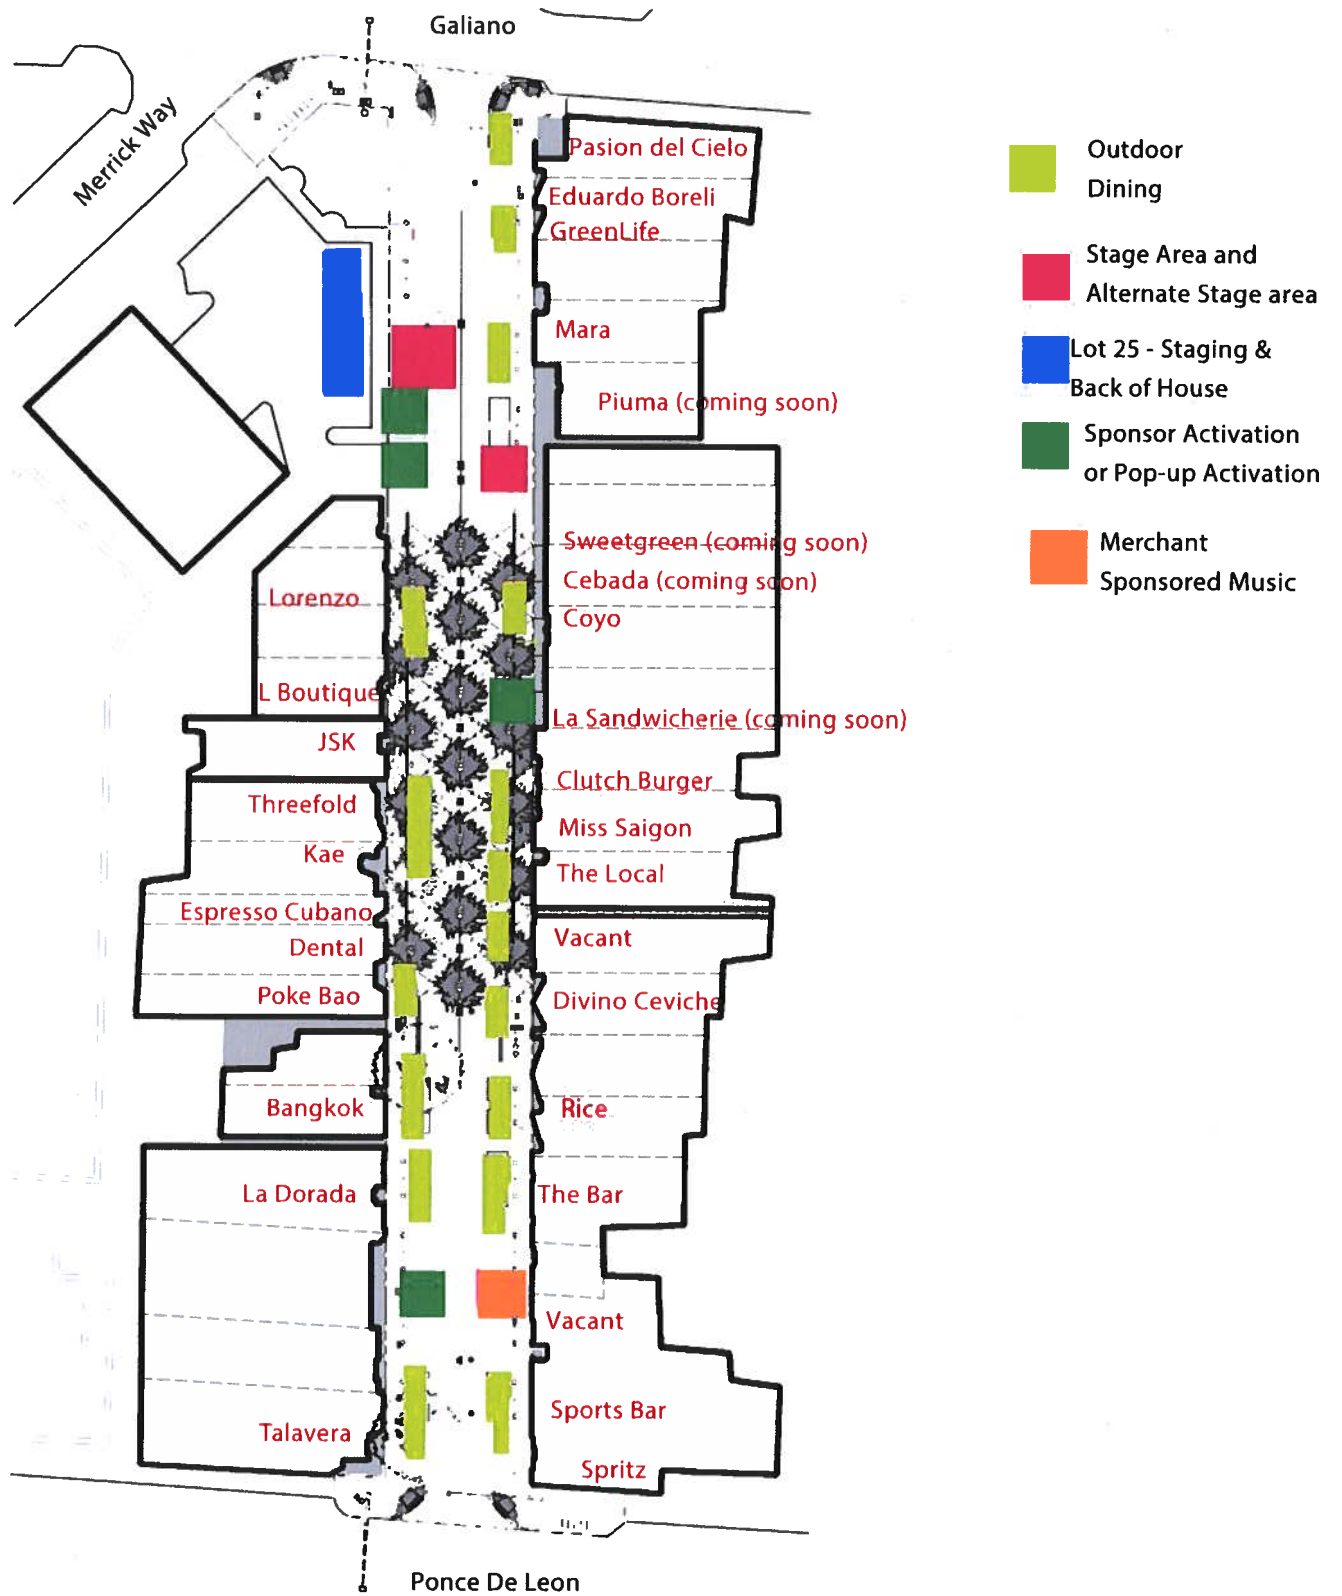 Galiano
Merrick Way
Pasion del Cielo
Eduardo Boreli
GreenLife
Mara
Piuma (coming soon)
Sweetgreen (coming soon)
Cebada (coming soon)
Coyo
La Sandwicherie (coming soon)
Clutch Burger
Miss Saigon
The Local
Vacant
Divino Ceviche
Rice
The Bar
Vacant
Sports Bar
Spritz
Lorenzo
L Boutique
JSK
Threefold
Kae
Espresso Cubano
Dental
Poke Bao
Bangkok
La Dorada
Talavera
Ponce De Leon
Outdoor
Dining
Stage Area and
Alternate Stage area
Lot 25 - Staging &
Back of House
Sponsor Activation
or Pop-up Activation
Merchant
Sponsored Music